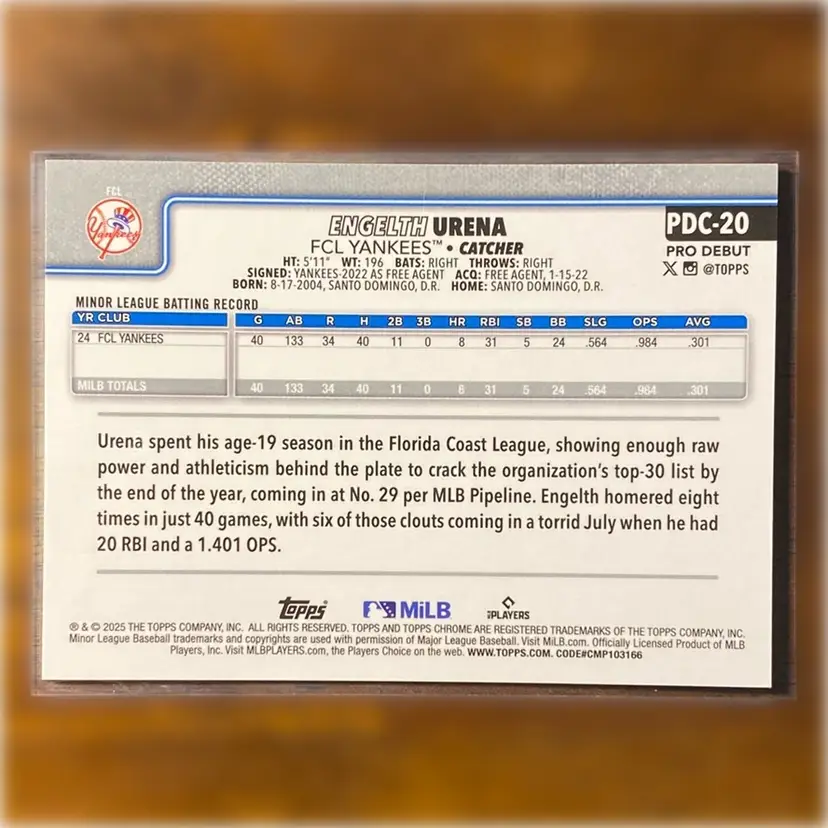 FCL
Yankees
ENGELTH URENA
PDC-20
FCL YANKEES™ • CATCHER
PRO DEBUT
HT: 5'11" WT: 196 BATS: RIGHT THROWS: RIGHT
@TOPPS
SIGNED: YANKEES-2022 AS FREE AGENT ACQ: FREE AGENT, 1-15-22
BORN: 8-17-2004, SANTO DOMINGO, D.R. HOME: SANTO DOMINGO, D.R.
MINOR LEAGUE BATTING RECORD
YR CLUB G AB R H 2B 3B HR RBI SB BB SLG OPS AVG
24 FCL YANKEES 40 133 34 40 11 0 8 31 5 24 .564 .984 .301
MILB TOTALS 40 133 34 40 11 0 31 5 24 .564 .984 .301
Urena spent his age-19 season in the Florida Coast League, showing enough raw
power and athleticism behind the plate to crack the organization's top-30 list by
the end of the year, coming in at No. 29 per MLB Pipeline. Engelth homered eight
times in just 40 games, with six of those clouts coming in a torrid July when he had
20 RBI and a 1.401 OPS.
Topps MiLB PLAYERS
® & © 2025 THE TOPPS COMPANY, INC. ALL RIGHTS RESERVED. TOPPS AND TOPPS CHROME ARE REGISTERED TRADEMARKS OF THE TOPPS COMPANY, INC.
Minor League Baseball trademarks and copyrights are used with permission of Major League Baseball. Visit MiLB.com. Officially Licensed Product of MLB
Players, Inc. Visit MLBPLAYERS.com, the Players Choice on the web. WWW.TOPPS.COM. CODE#CMP103166